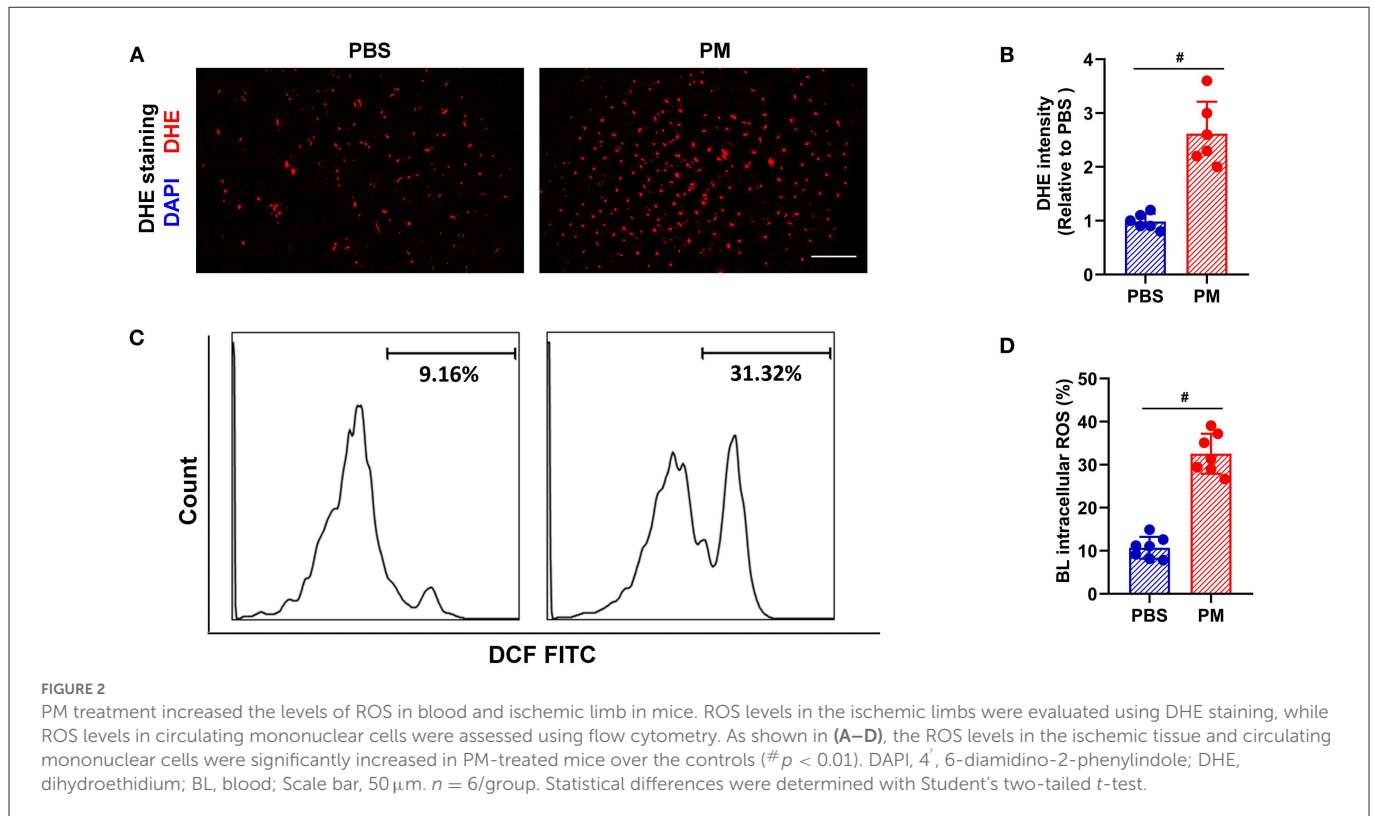 A
PBS
PM
DHE staining
DAPI DHE
B
DHE intensity
(Relative to PBS )
4
3
2
1
0
#
PBS PM
C
9.16%
31.32%
Count
DCF FITC
D
BL intracellular ROS (%)
50
40
30
20
10
0
#
PBS PM
FIGURE 2
PM treatment increased the levels of ROS in blood and ischemic limb in mice. ROS levels in the ischemic limbs were evaluated using DHE staining, while
ROS levels in circulating mononuclear cells were assessed using flow cytometry. As shown in (A–D), the ROS levels in the ischemic tissue and circulating
mononuclear cells were significantly increased in PM-treated mice over the controls (#p < 0.01). DAPI, 4′, 6-diamidino-2-phenylindole; DHE,
dihydroethidium; BL, blood; Scale bar, 50 μm. n = 6/group. Statistical differences were determined with Student's two-tailed t-test.